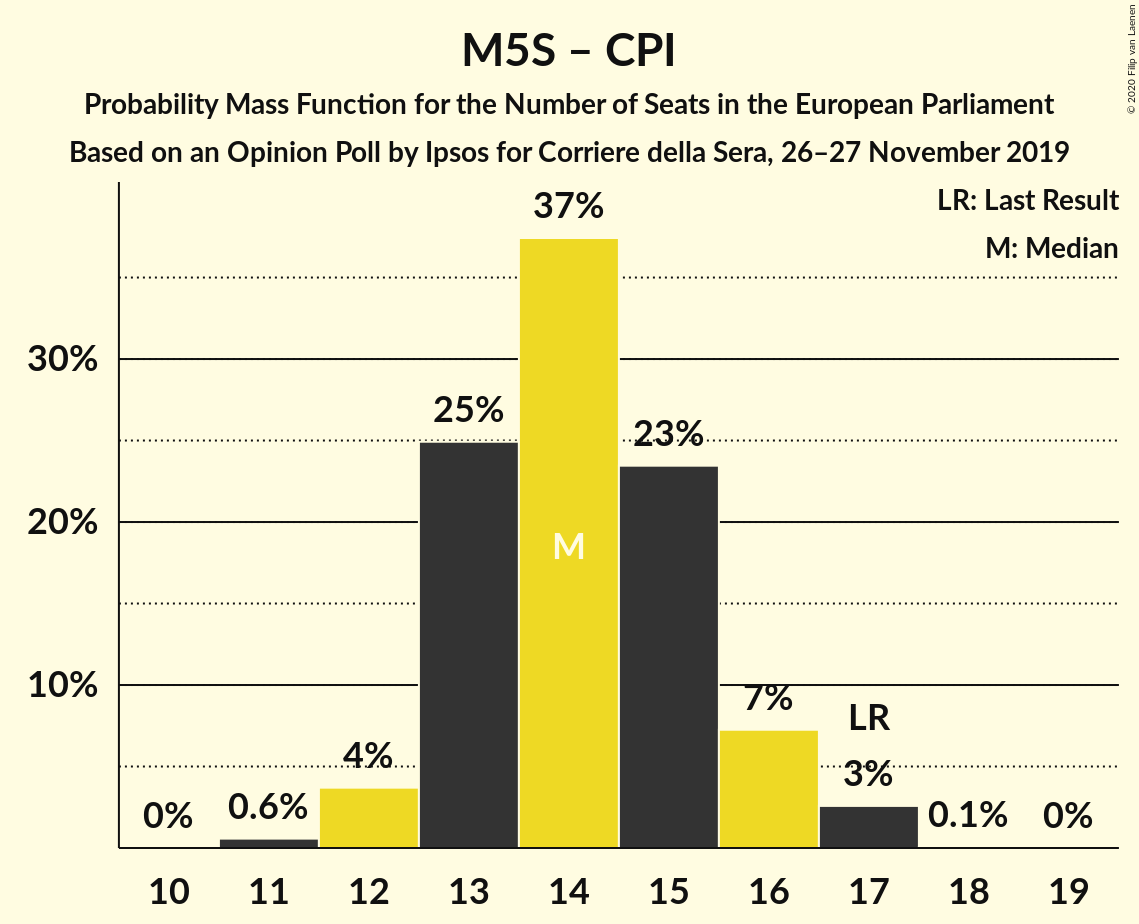 M5S – CPI
Probability Mass Function for the Number of Seats in the European Parliament
Based on an Opinion Poll by Ipsos for Corriere della Sera, 26–27 November 2019
© 2020 Filip van Laenen
LR: Last Result
M: Median
30%
20%
10%
0%
0.6%
4%
25%
37%
M
23%
7%
LR
3%
0.1%
0%
10 11 12 13 14 15 16 17 18 19